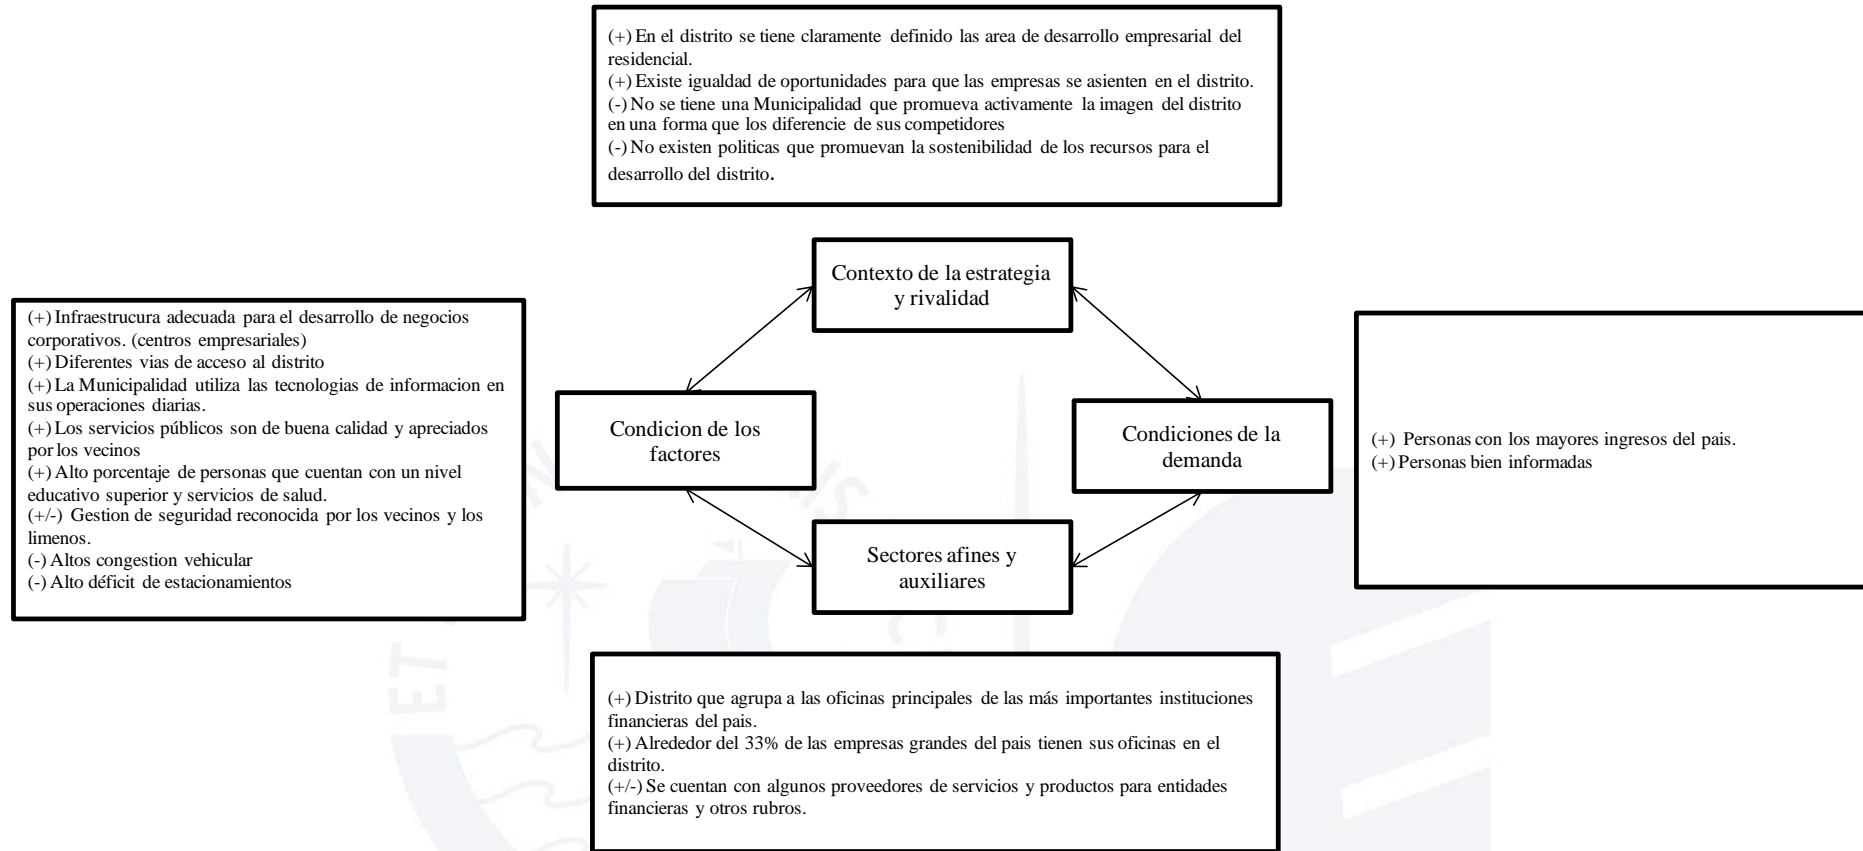 (+) En el distrito se tiene claramente definido las area de desarrollo empresarial del
residencial.
(+) Existe igualdad de oportunidades para que las empresas se asienten en el distrito.
(-) No se tiene una Municipalidad que promueva activamente la imagen del distrito
en una forma que los diferencie de sus competidores
(-) No existen politicas que promuevan la sostenibilidad de los recursos para el
desarrollo del distrito.
Contexto de la estrategia
y rivalidad
(+) Infraestrucura adecuada para el desarrollo de negocios
corporativos. (centros empresariales)
(+) Diferentes vias de acceso al distrito
(+) La Municipalidad utiliza las tecnologias de informacion en
sus operaciones diarias.
(+) Los servicios públicos son de buena calidad y apreciados
por los vecinos
(+) Alto porcentaje de personas que cuentan con un nivel
educativo superior y servicios de salud.
(+/-) Gestion de seguridad reconocida por los vecinos y los
limenos.
(-) Altos congestion vehicular
(-) Alto déficit de estacionamientos
Condicion de los
factores
Condiciones de la
demanda
(+) Personas con los mayores ingresos del pais.
(+) Personas bien informadas
Sectores afines y
auxiliares
(+) Distrito que agrupa a las oficinas principales de las más importantes instituciones
financieras del pais.
(+) Alrededor del 33% de las empresas grandes del pais tienen sus oficinas en el
distrito.
(+/-) Se cuentan con algunos proveedores de servicios y productos para entidades
financieras y otros rubros.
ET